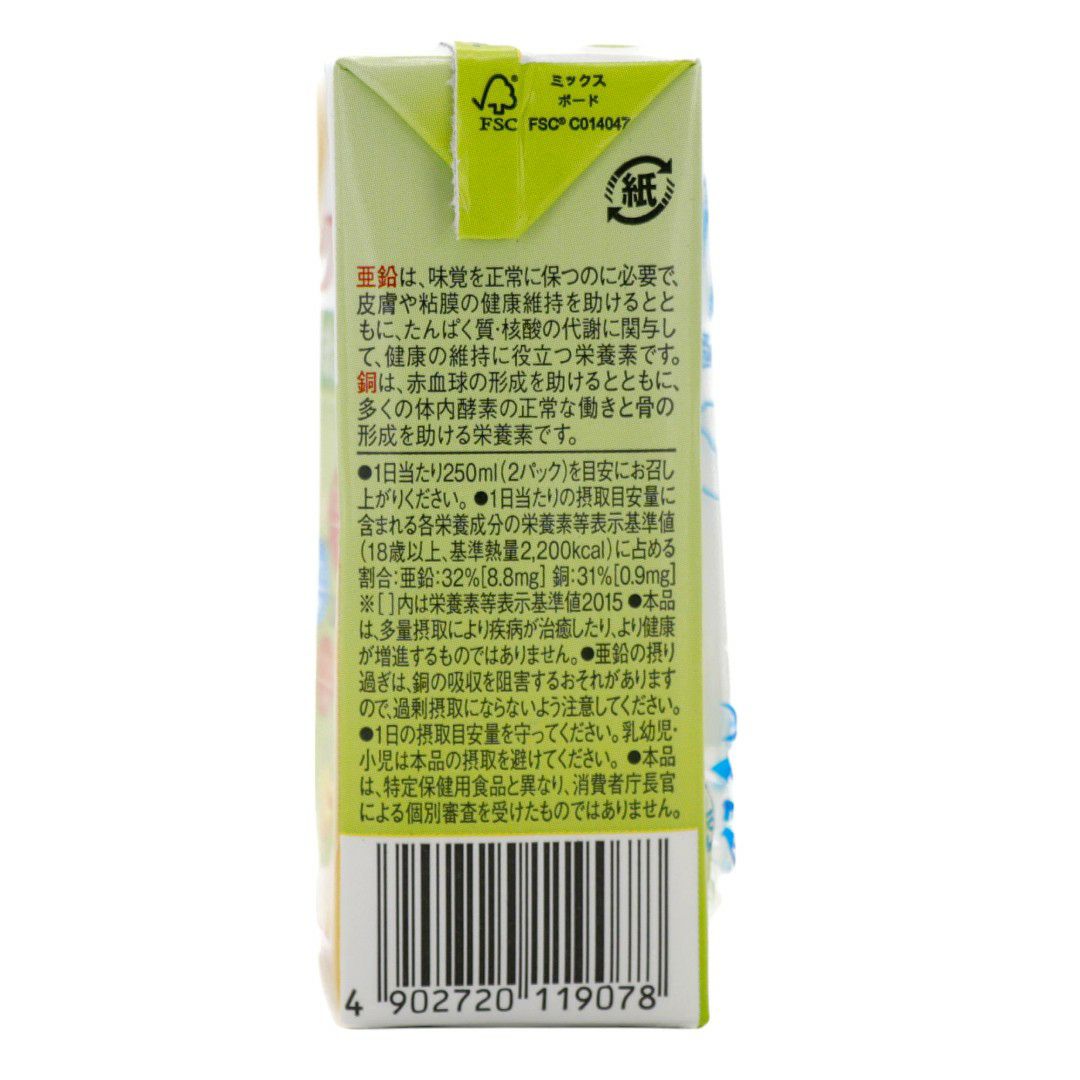 ミックス
ボード
FSC® C014047
FSC
紙
亜鉛は、味覚を正常に保つのに必要で、
皮膚や粘膜の健康維持を助けるとと
もに、たんぱく質・核酸の代謝に関与し
て、健康の維持に役立つ栄養素です。
銅は、赤血球の形成を助けるとともに、
多くの体内酵素の正常な働きと骨の
形成を助ける栄養素です。
●1日当たり250ml(2パック)を目安にお召し
上がりください。●1日当たりの摂取目安量に
含まれる各栄養成分の栄養素等表示基準値
(18歳以上、基準熱量2,200kcal)に占める
割合:亜鉛:32%[8.8mg] 銅:31%[0.9mg]
※[ ]内は栄養素等表示基準値2015 ●本品
は、多量摂取により疾病が治癒したり、より健康
が増進するものではありません。●亜鉛の摂り
過ぎは、銅の吸収を阻害するおそれがあります
ので、過剰摂取にならないよう注意してください。
●1日の摂取目安量を守ってください。乳幼児・
小児は本品の摂取を避けてください。●本品
は、特定保健用食品と異なり、消費者庁長官
による個別審査を受けたものではありません。
4 902720 119078